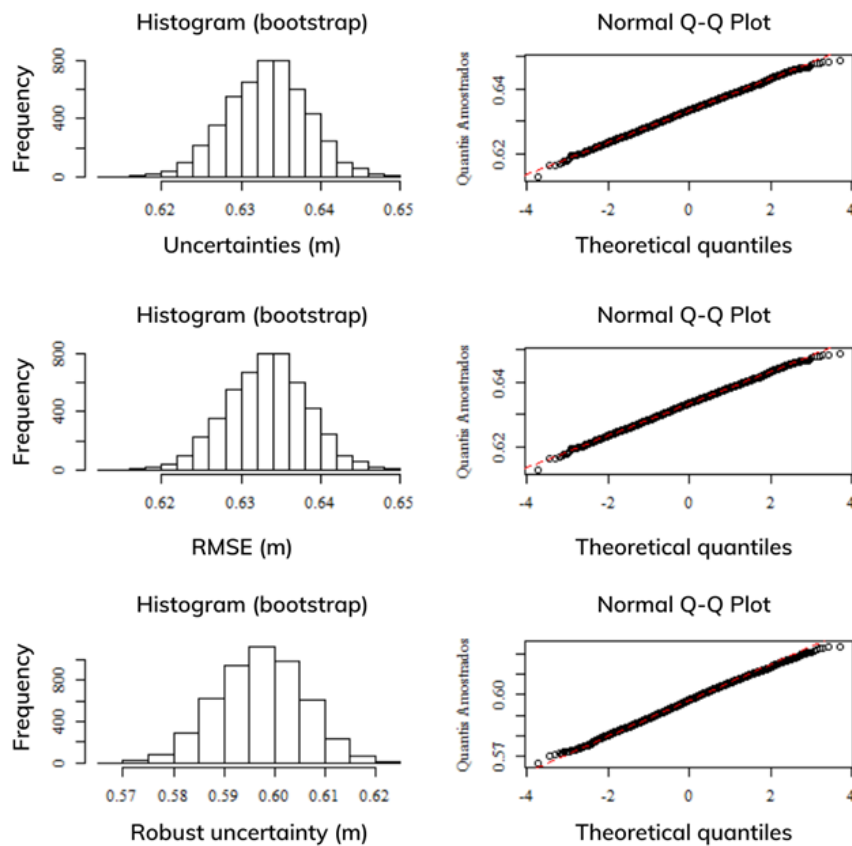 Histogram (bootstrap)
Normal Q-Q Plot
Frequency
800
400
0
0.62 0.63 0.64 0.65
Uncertainties (m)
Quantis Amostrados
0.64
0.62
-4 -2 0 2 4
Theoretical quantiles
Histogram (bootstrap)
Normal Q-Q Plot
Frequency
800
400
0
0.62 0.63 0.64 0.65
RMSE (m)
Quantis Amostrados
0.64
0.62
-4 -2 0 2 4
Theoretical quantiles
Histogram (bootstrap)
Normal Q-Q Plot
Frequency
800
400
0
0.57 0.58 0.59 0.60 0.61 0.62
Robust uncertainty (m)
Quantis Amostrados
0.60
0.57
-4 -2 0 2 4
Theoretical quantiles